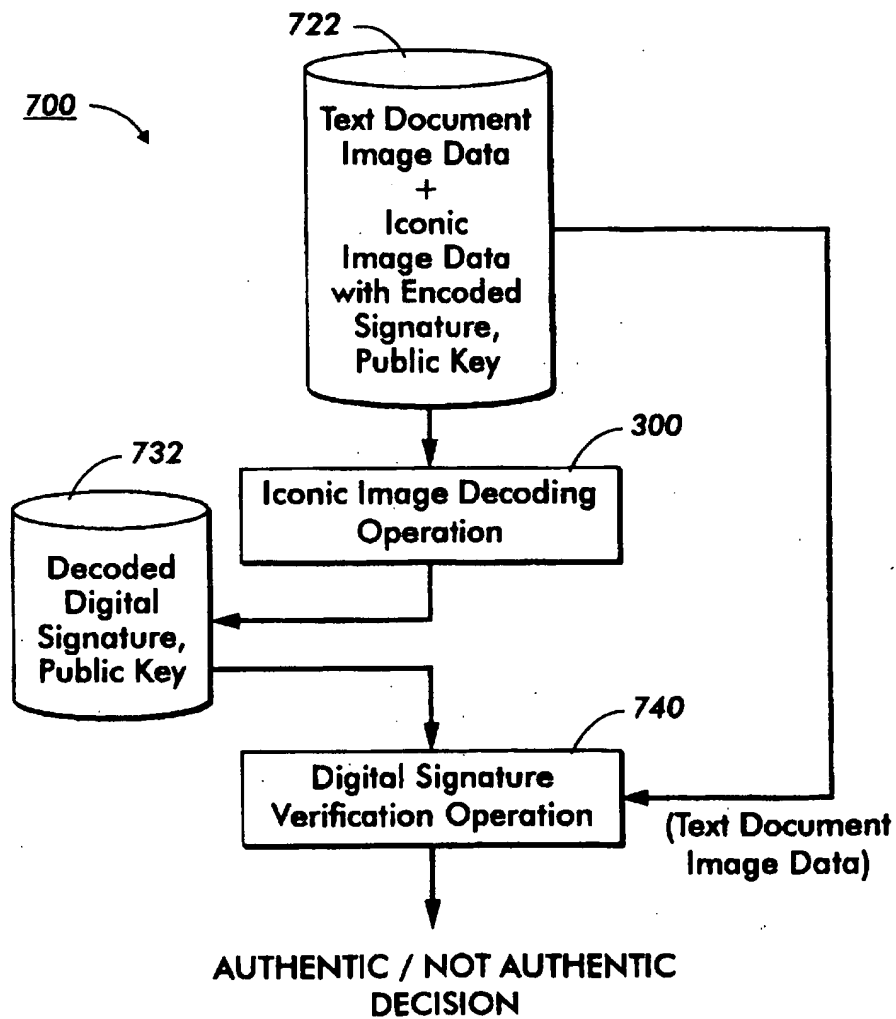 722
700
Text Document
Image Data
+
Iconic
Image Data
with Encoded
Signature,
Public Key
300
Iconic Image Decoding
Operation
732
Decoded
Digital
Signature,
Public Key
740
Digital Signature
Verification Operation
(Text Document
Image Data)
AUTHENTIC / NOT AUTHENTIC
DECISION